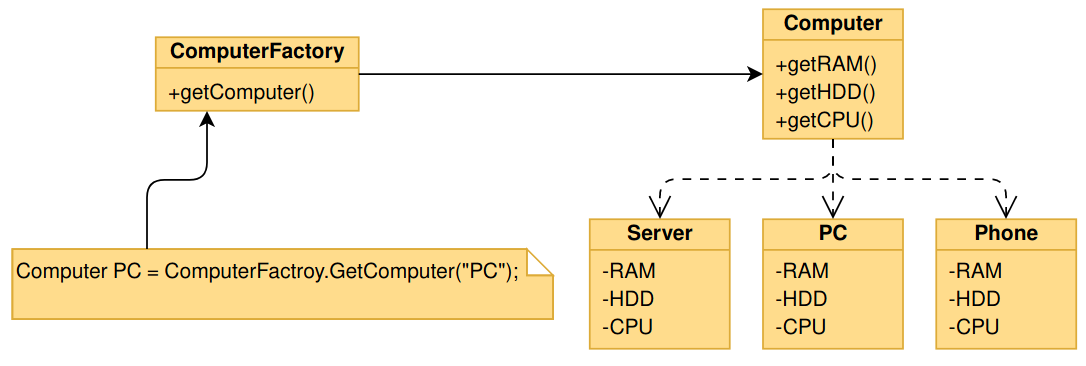 ComputerFactory
+getComputer()
Computer
+getRAM()
+getHDD()
+getCPU()
Computer PC = ComputerFactroy.GetComputer("PC");
Server
-RAM
-HDD
-CPU
PC
-RAM
-HDD
-CPU
Phone
-RAM
-HDD
-CPU